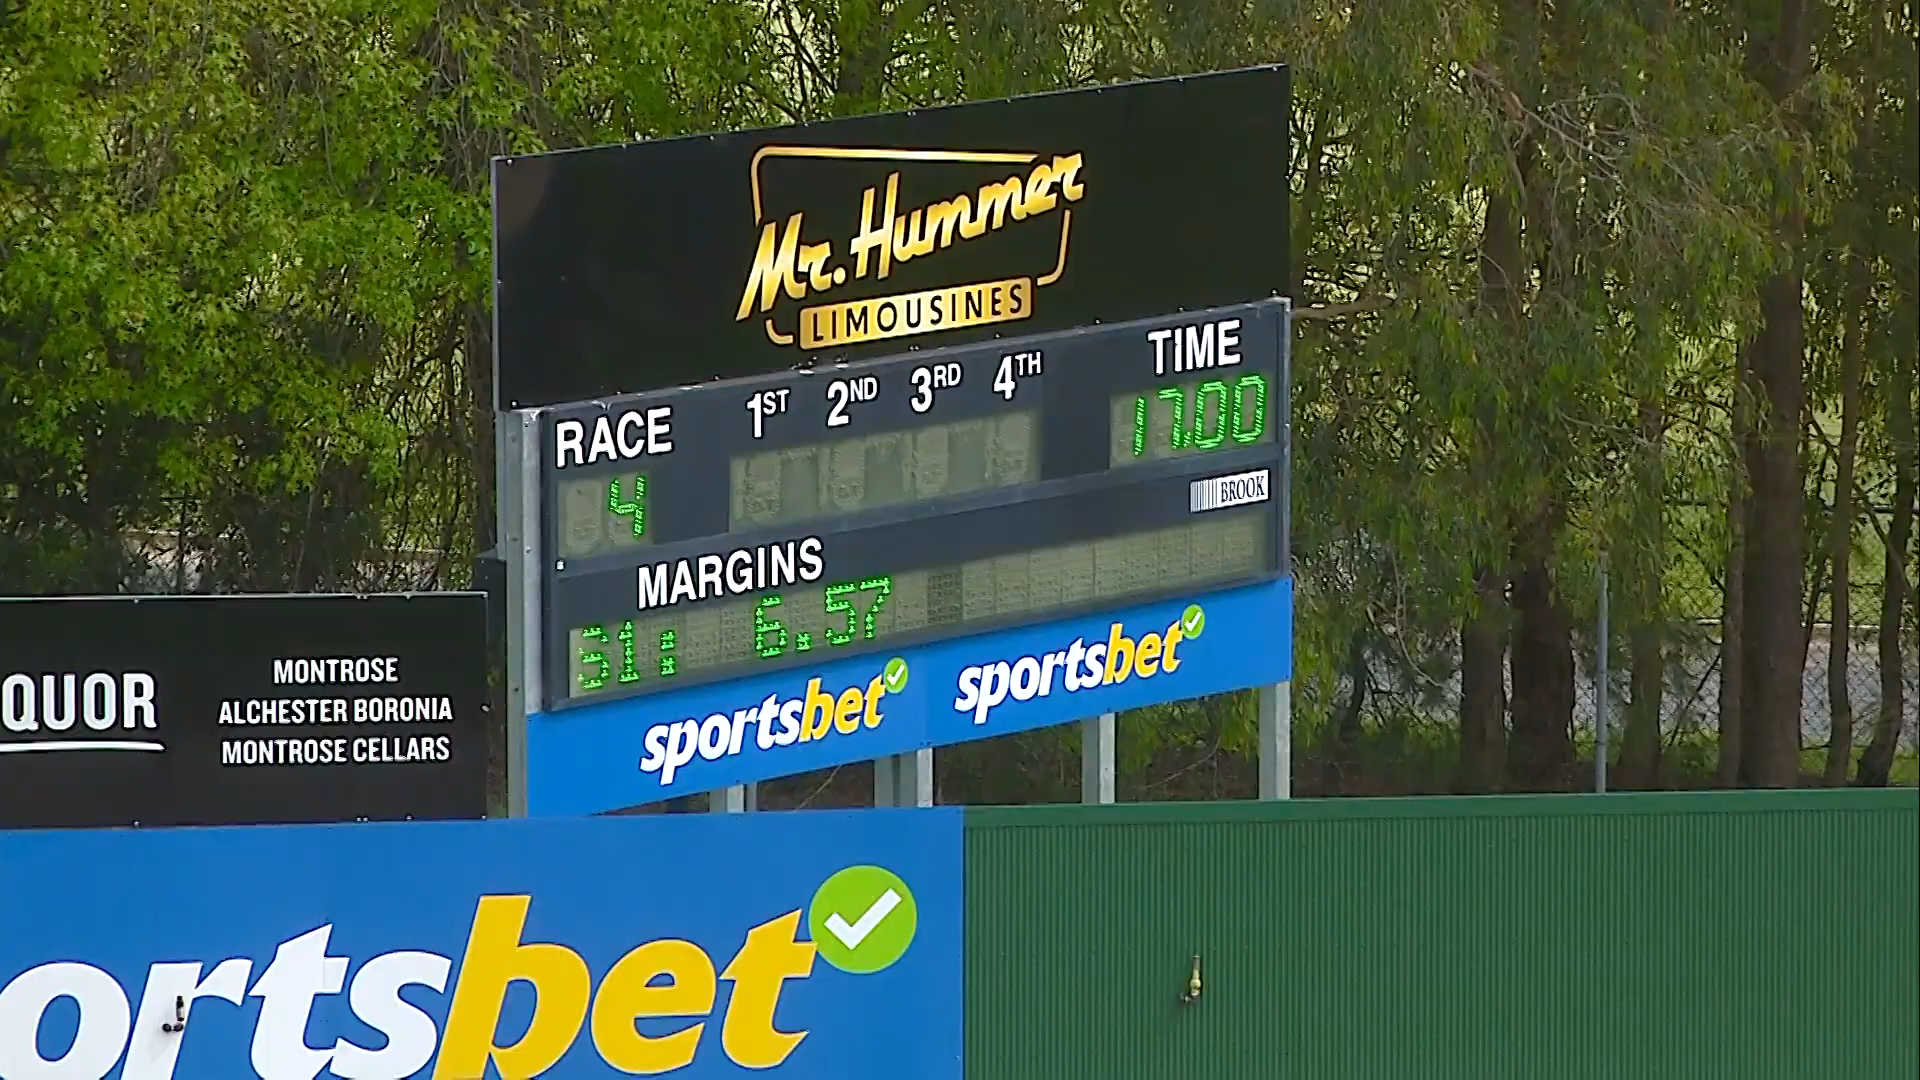 Mr. Hummer
LIMOUSINES
RACE 1ST 2ND 3RD 4TH TIME
4 17.00
BROOK
MARGINS
S1: 6.57
sportsbet sportsbet
QUOR
MONTROSE
ALCHESTER BORONIA
MONTROSE CELLARS
ortsbet